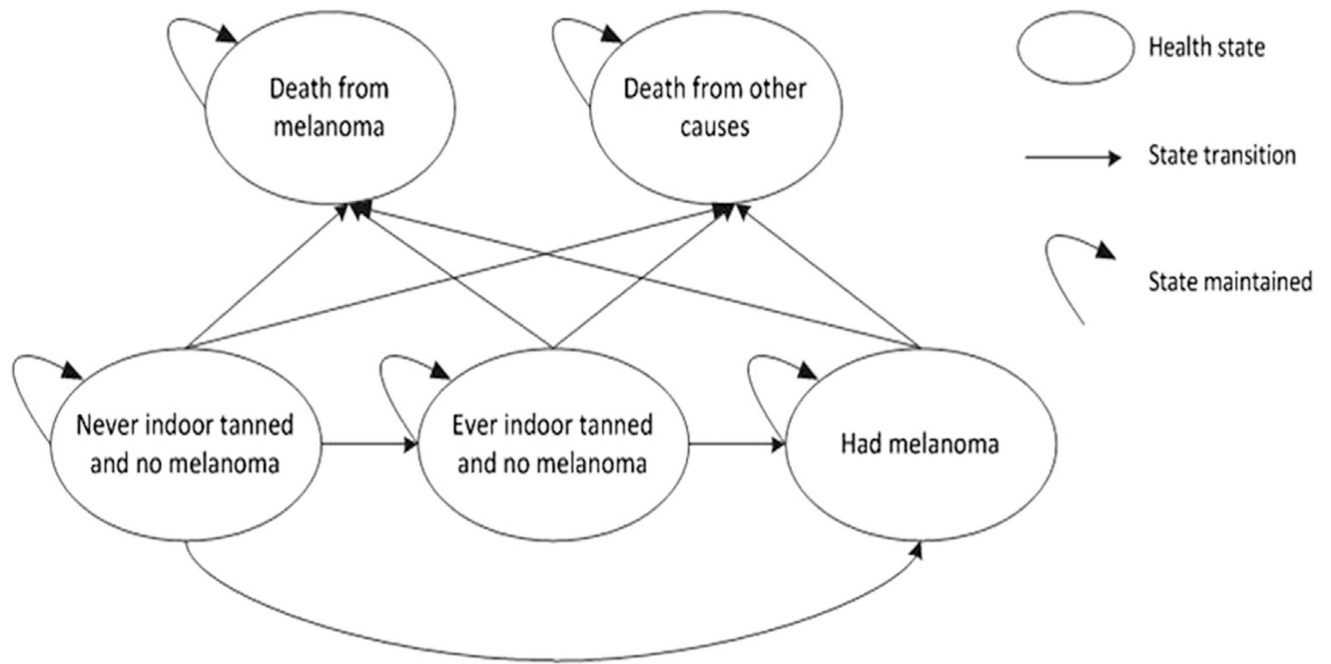 Death from
melanoma
Death from other
causes
Health state
State transition
State maintained
Never indoor tanned
and no melanoma
Ever indoor tanned
and no melanoma
Had melanoma